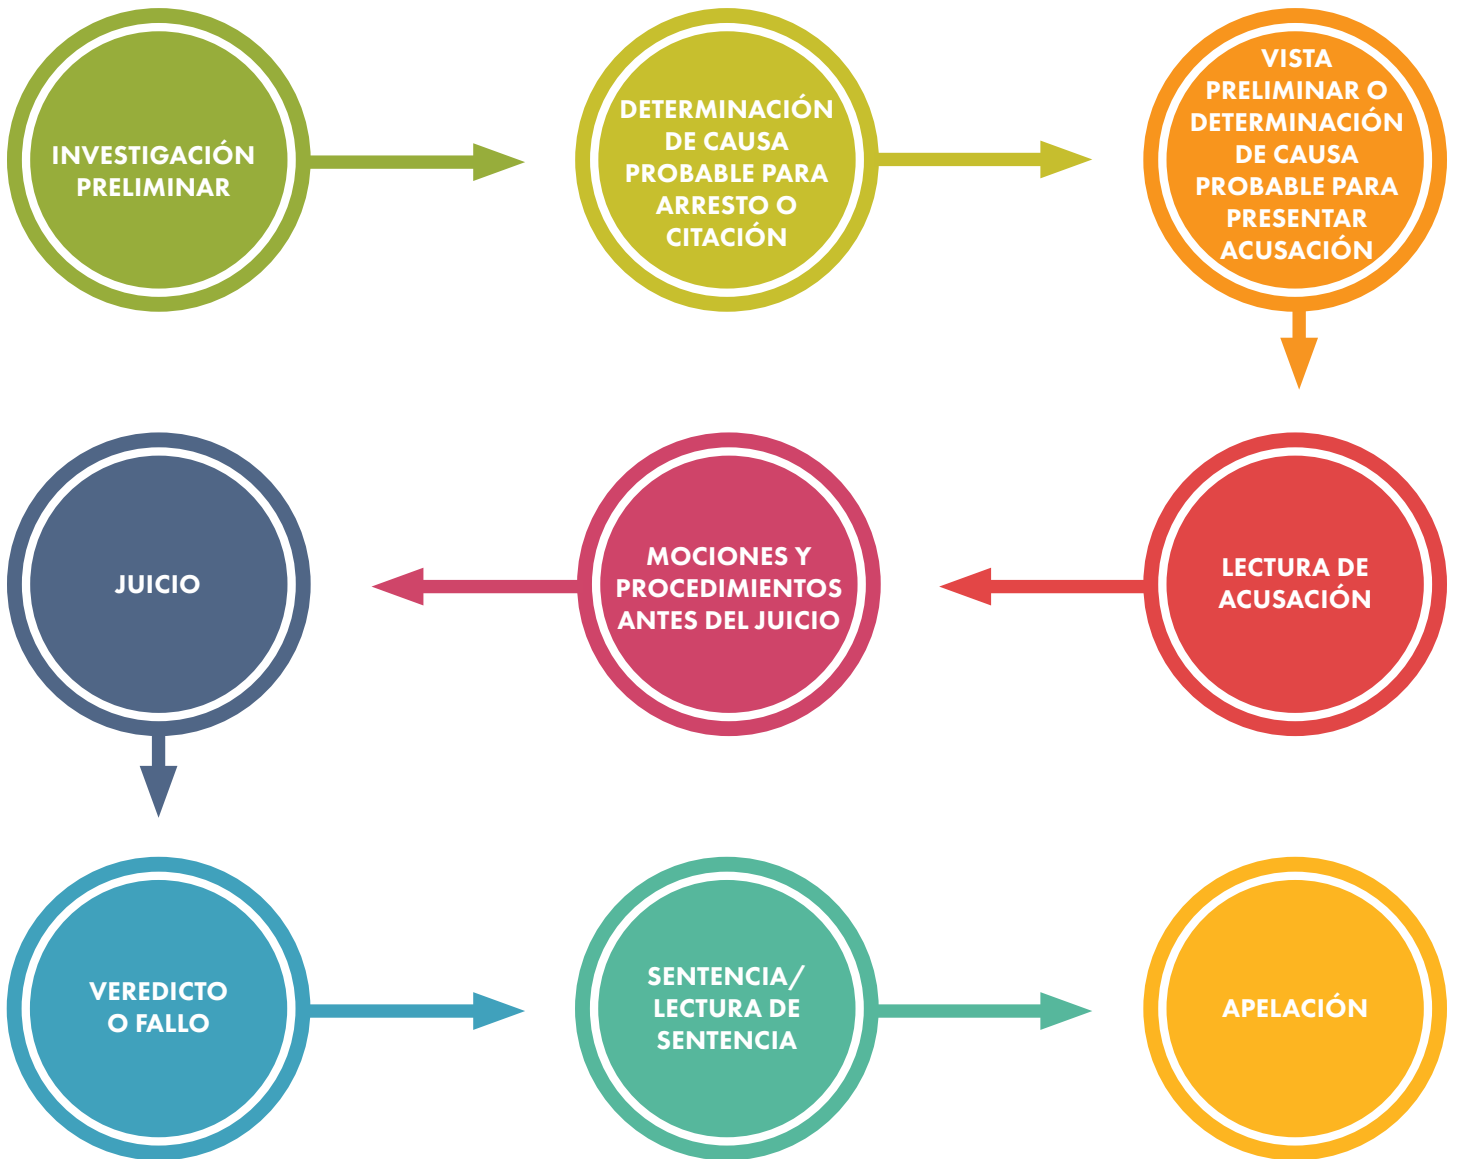 INVESTIGACIÓN
PRELIMINAR
DETERMINACIÓN
DE CAUSA
PROBABLE PARA
ARRESTO O
CITACIÓN
VISTA
PRELIMINAR O
DETERMINACIÓN
DE CAUSA
PROBABLE PARA
PRESENTAR
ACUSACIÓN
LECTURA DE
ACUSACIÓN
MOCIONES Y
PROCEDIMIENTOS
ANTES DEL JUICIO
JUICIO
VEREDICTO
O FALLO
SENTENCIA/
LECTURA DE
SENTENCIA
APELACIÓN